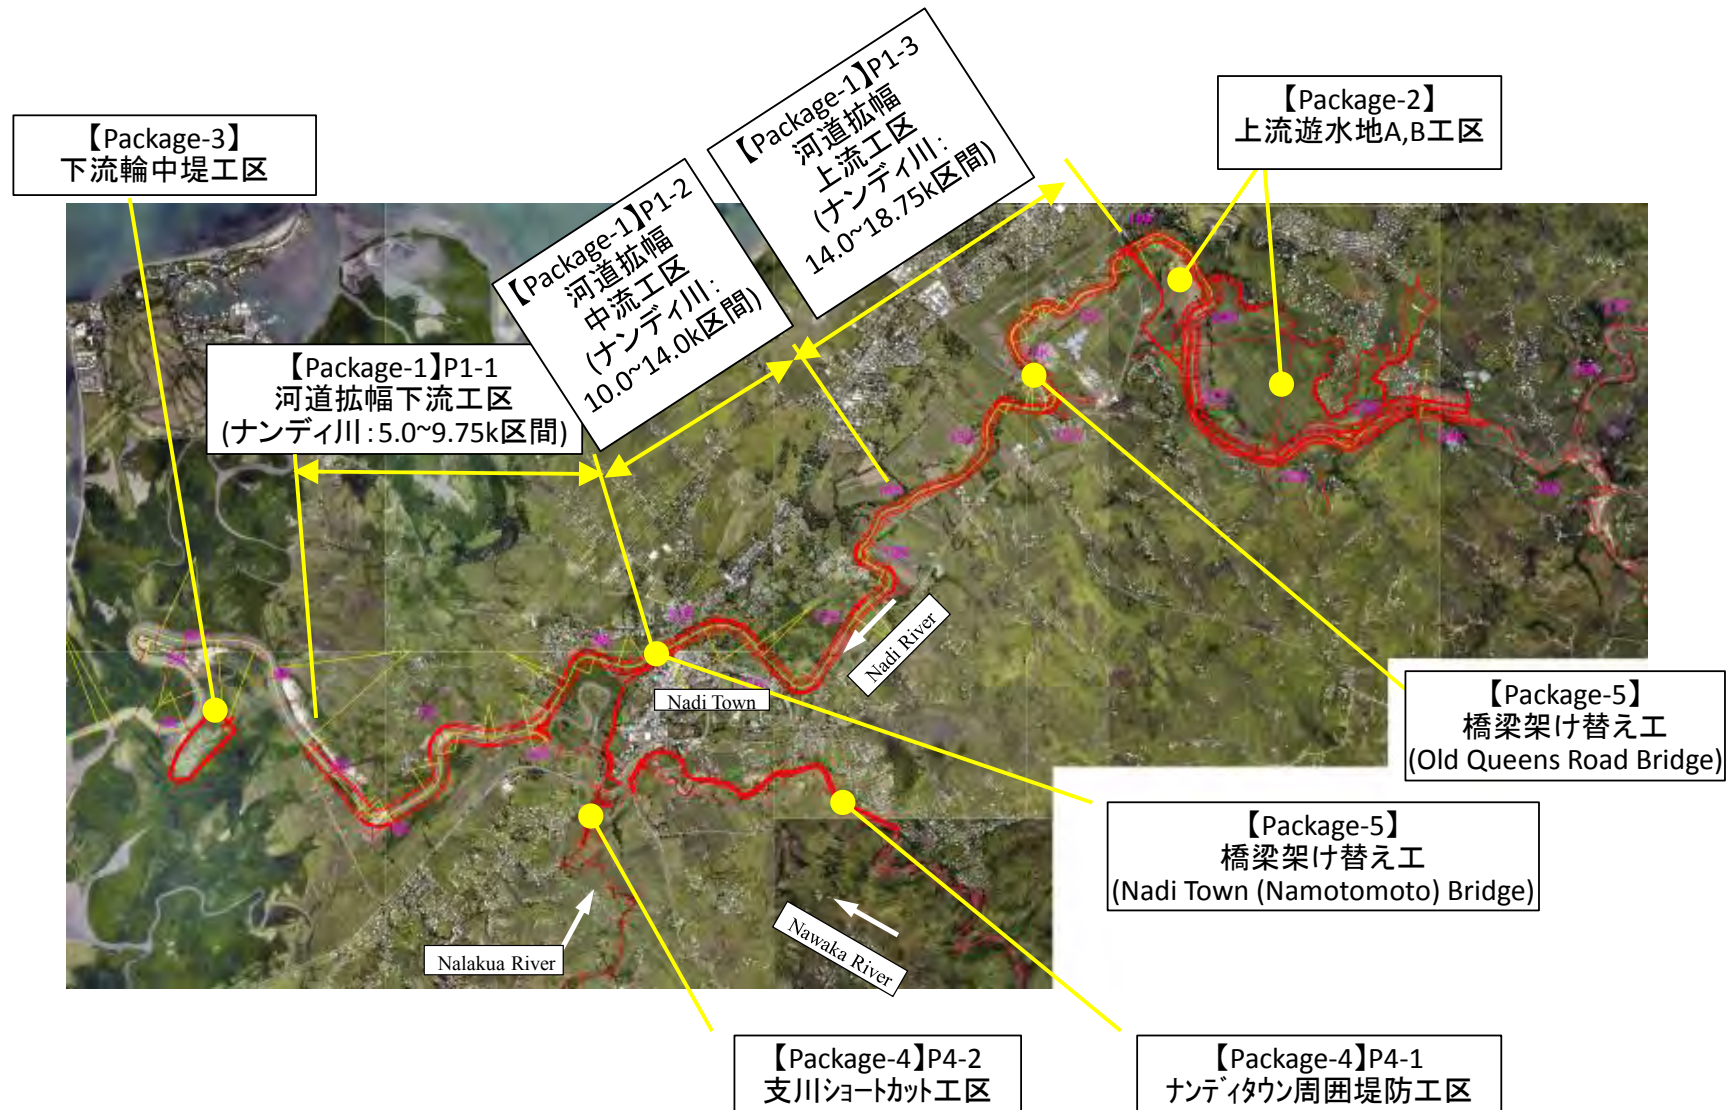 【Package-3】
下流輪中堤工区
【Package-1】P1-1
河道拡幅下流工区
(ナンディ川:5.0~9.75k区間)
【Package-1】P1-2
河道拡幅
中流工区
(ナンディ川:
10.0~14.0k区間)
【Package-1】P1-3
河道拡幅
上流工区
(ナンディ川:
14.0~18.75k区間)
【Package-2】
上流遊水地A,B工区
Nadi River
Nadi Town
【Package-5】
橋梁架け替え工
(Old Queens Road Bridge)
【Package-5】
橋梁架け替え工
(Nadi Town (Namotomoto) Bridge)
Nalakua River
Nawaka River
【Package-4】P4-2
支川ショートカット工区
【Package-4】P4-1
ナンディタウン周囲堤防工区